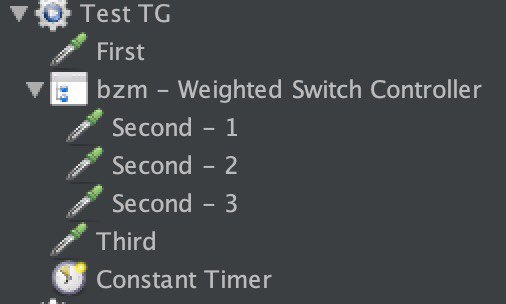 Test TG
First
bzm - Weighted Switch Controller
Second - 1
Second - 2
Second - 3
Third
Constant Timer